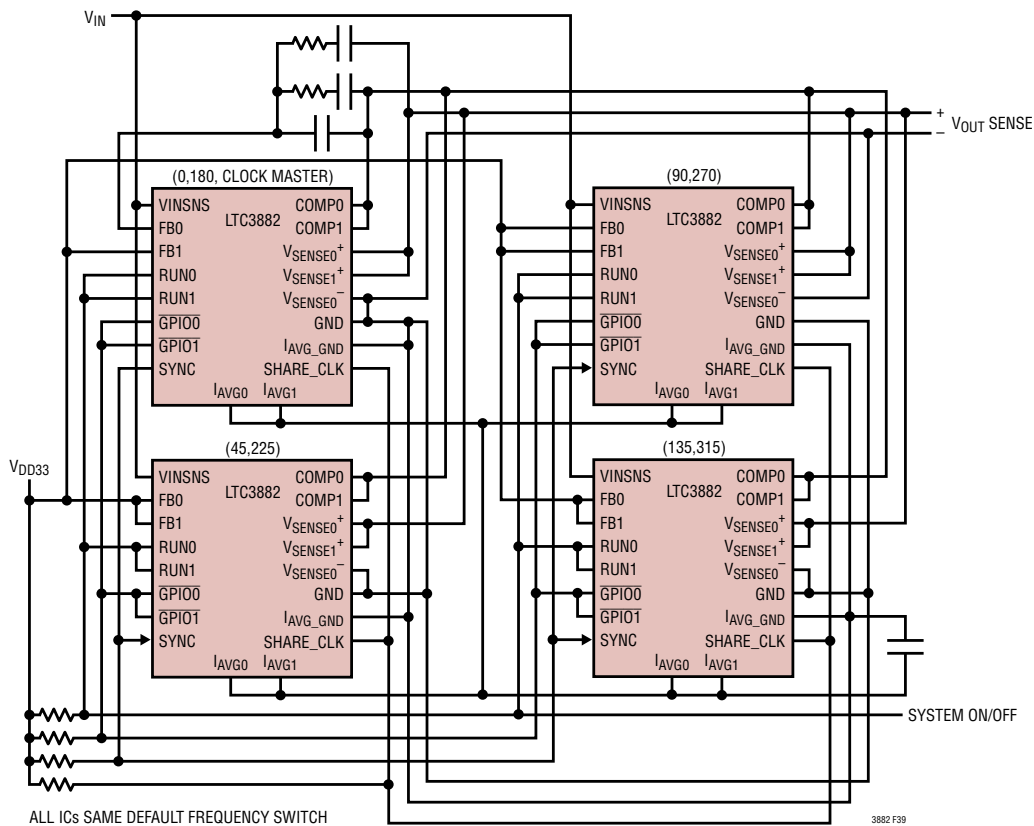 VIN
VOUT SENSE
+
–
(0,180, CLOCK MASTER)
VINSNS
FB0
FB1
RUN0
RUN1
GPIO0
GPIO1
SYNC
LTC3882
COMP0
COMP1
VSENSE0+
VSENSE1+
VSENSE0–
GND
IAVG_GND
SHARE_CLK
IAVG0 IAVG1
(90,270)
VINSNS
FB0
FB1
RUN0
RUN1
GPIO0
GPIO1
SYNC
LTC3882
COMP0
COMP1
VSENSE0+
VSENSE1+
VSENSE0–
GND
IAVG_GND
SHARE_CLK
IAVG0 IAVG1
VDD33
(45,225)
VINSNS
FB0
FB1
RUN0
RUN1
GPIO0
GPIO1
SYNC
LTC3882
COMP0
COMP1
VSENSE0+
VSENSE1+
VSENSE0–
GND
IAVG_GND
SHARE_CLK
IAVG0 IAVG1
(135,315)
VINSNS
FB0
FB1
RUN0
RUN1
GPIO0
GPIO1
SYNC
LTC3882
COMP0
COMP1
VSENSE0+
VSENSE1+
VSENSE0–
GND
IAVG_GND
SHARE_CLK
IAVG0 IAVG1
SYSTEM ON/OFF
ALL ICs SAME DEFAULT FREQUENCY SWITCH
3882 F39